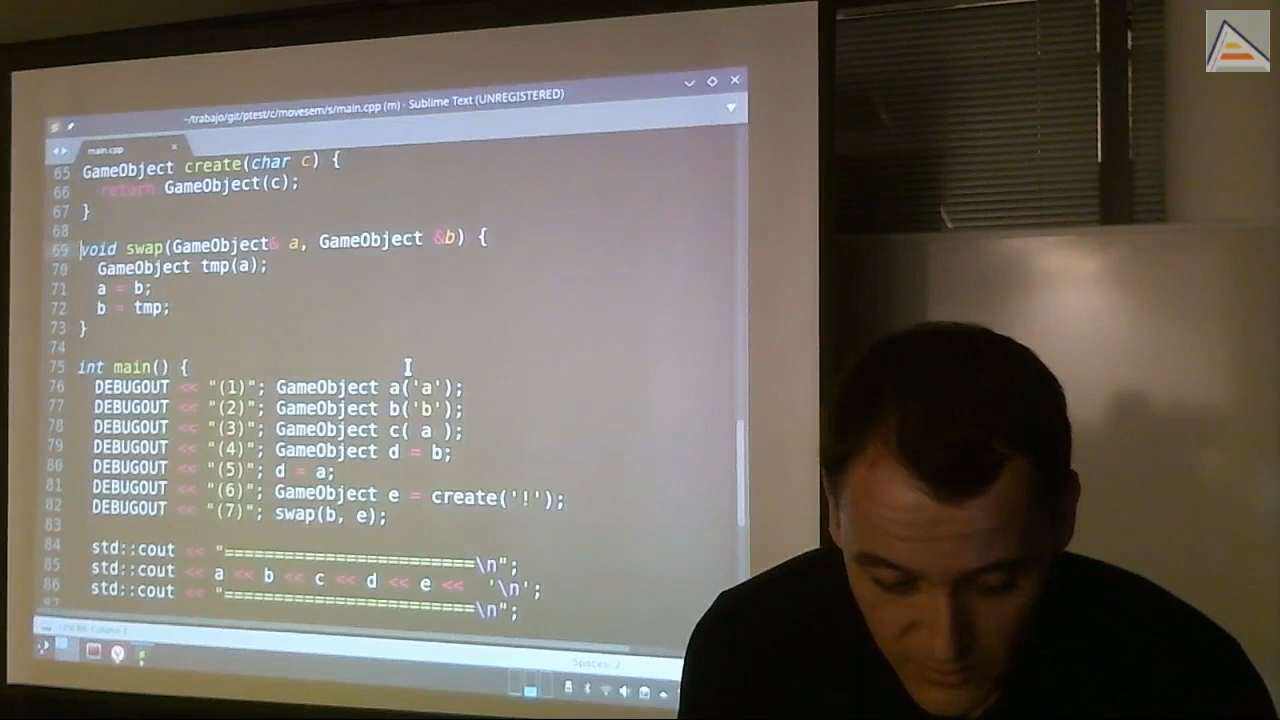 ~/trabajo/git/ptest/c/movesem/s/main.cpp (m) - Sublime Text (UNREGISTERED)
main.cpp
65 GameObject create(char c) {
66 return GameObject(c);
67 }
68
69 void swap(GameObject& a, GameObject &b) {
70 GameObject tmp(a);
71 a = b;
72 b = tmp;
73 }
74
75 int main() {
76 DEBUGOUT << "(1)"; GameObject a('a');
77 DEBUGOUT << "(2)"; GameObject b('b');
78 DEBUGOUT << "(3)"; GameObject c( a );
79 DEBUGOUT << "(4)"; GameObject d = b;
80 DEBUGOUT << "(5)"; d = a;
81 DEBUGOUT << "(6)"; GameObject e = create('!');
82 DEBUGOUT << "(7)"; swap(b, e);
83
84 std::cout << "========================\n";
85 std::cout << a << b << c << d << e << '\n';
86 std::cout << "========================\n";
87
Spaces: 2